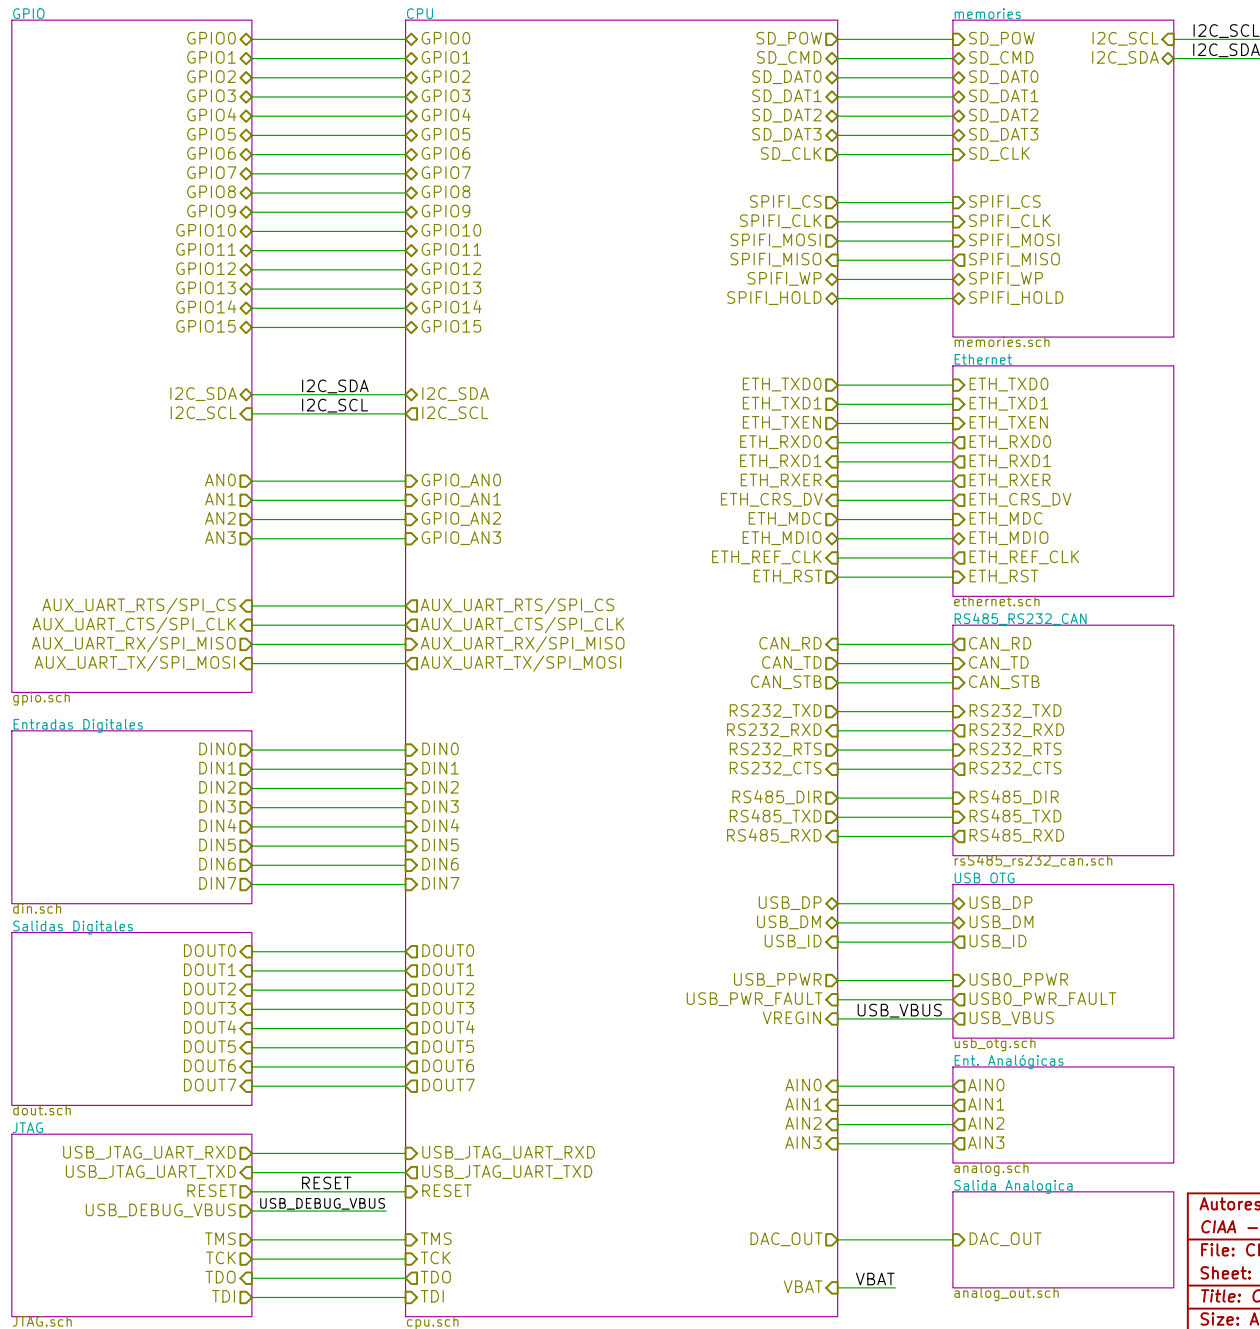 GPIO
GPIO0
GPIO1
GPIO2
GPIO3
GPIO4
GPIO5
GPIO6
GPIO7
GPIO8
GPIO9
GPIO10
GPIO11
GPIO12
GPIO13
GPIO14
GPIO15
I2C_SDA
I2C_SCL
AN0
AN1
AN2
AN3
AUX_UART_RTS/SPI_CS
AUX_UART_CTS/SPI_CLK
AUX_UART_RX/SPI_MISO
AUX_UART_TX/SPI_MOSI
gpio.sch
I2C_SDA
I2C_SCL
Entradas Digitales
DIN0
DIN1
DIN2
DIN3
DIN4
DIN5
DIN6
DIN7
din.sch
Salidas Digitales
DOUT0
DOUT1
DOUT2
DOUT3
DOUT4
DOUT5
DOUT6
DOUT7
dout.sch
JTAG
USB_JTAG_UART_RXD
USB_JTAG_UART_TXD
RESET
USB_DEBUG_VBUS
TMS
TCK
TDO
TDI
JTAG.sch
RESET
USB_DEBUG_VBUS
CPU
GPIO0
GPIO1
GPIO2
GPIO3
GPIO4
GPIO5
GPIO6
GPIO7
GPIO8
GPIO9
GPIO10
GPIO11
GPIO12
GPIO13
GPIO14
GPIO15
I2C_SDA
I2C_SCL
GPIO_AN0
GPIO_AN1
GPIO_AN2
GPIO_AN3
AUX_UART_RTS/SPI_CS
AUX_UART_CTS/SPI_CLK
AUX_UART_RX/SPI_MISO
AUX_UART_TX/SPI_MOSI
DIN0
DIN1
DIN2
DIN3
DIN4
DIN5
DIN6
DIN7
DOUT0
DOUT1
DOUT2
DOUT3
DOUT4
DOUT5
DOUT6
DOUT7
USB_JTAG_UART_RXD
USB_JTAG_UART_TXD
RESET
TMS
TCK
TDO
TDI
cpu.sch
SD_POW
SD_CMD
SD_DAT0
SD_DAT1
SD_DAT2
SD_DAT3
SD_CLK
SPIFI_CS
SPIFI_CLK
SPIFI_MOSI
SPIFI_MISO
SPIFI_WP
SPIFI_HOLD
ETH_TXD0
ETH_TXD1
ETH_TXEN
ETH_RXD0
ETH_RXD1
ETH_RXER
ETH_CRS_DV
ETH_MDC
ETH_MDIO
ETH_REF_CLK
ETH_RST
CAN_RD
CAN_TD
CAN_STB
RS232_TXD
RS232_RXD
RS232_RTS
RS232_CTS
RS485_DIR
RS485_TXD
RS485_RXD
USB_DP
USB_DM
USB_ID
USB_PPWR
USB_PWR_FAULT
VREGIN
AIN0
AIN1
AIN2
AIN3
DAC_OUT
VBAT
USB_VBUS
VBAT
memories
SD_POW
SD_CMD
SD_DAT0
SD_DAT1
SD_DAT2
SD_DAT3
SD_CLK
SPIFI_CS
SPIFI_CLK
SPIFI_MOSI
SPIFI_MISO
SPIFI_WP
SPIFI_HOLD
I2C_SCL
I2C_SDA
memories.sch
I2C_SCL
I2C_SDA
Ethernet
ETH_TXD0
ETH_TXD1
ETH_TXEN
ETH_RXD0
ETH_RXD1
ETH_RXER
ETH_CRS_DV
ETH_MDC
ETH_MDIO
ETH_REF_CLK
ETH_RST
ethernet.sch
RS485_RS232_CAN
CAN_RD
CAN_TD
CAN_STB
RS232_TXD
RS232_RXD
RS232_RTS
RS232_CTS
RS485_DIR
RS485_TXD
RS485_RXD
rsS485_rs232_can.sch
USB OTG
USB_DP
USB_DM
USB_ID
USB0_PPWR
USB0_PWR_FAULT
USB_VBUS
usb_otg.sch
Ent. Analógicas
AIN0
AIN1
AIN2
AIN3
analog.sch
Salida Analogica
DAC_OUT
analog_out.sch
Autores
CIAA -
File: CI
Sheet:
Title: C
Size: A